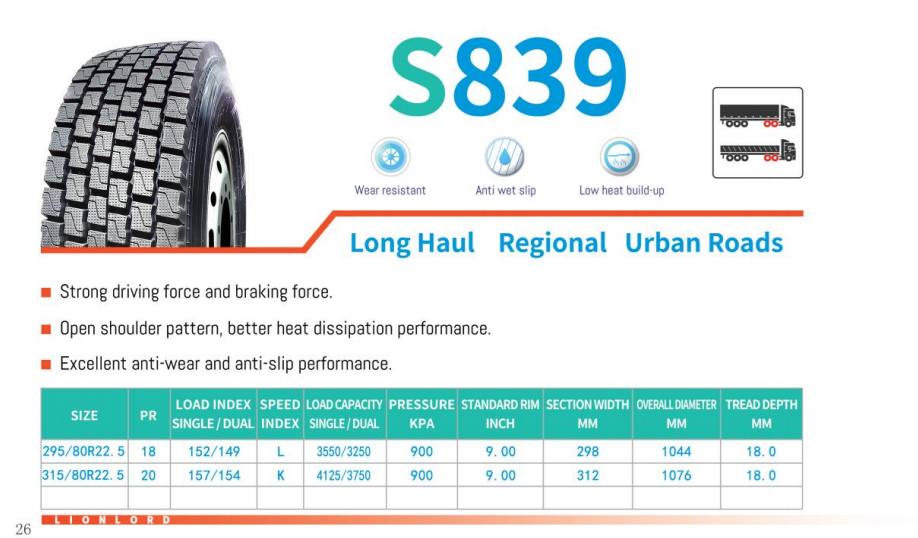 S839
Wear resistant
Anti wet slip
Low heat build-up
Long Haul Regional Urban Roads
Strong driving force and braking force.
Open shoulder pattern, better heat dissipation performance.
Excellent anti-wear and anti-slip performance.
SIZE PR LOAD INDEX SINGLE / DUAL SPEED INDEX LOAD CAPACITY SINGLE / DUAL PRESSURE KPA STANDARD RIM INCH SECTION WIDTH MM OVERALL DIAMETER MM TREAD DEPTH MM
295/80R22.5 18 152/149 L 3550/3250 900 9.00 298 1044 18.0
315/80R22.5 20 157/154 K 4125/3750 900 9.00 312 1076 18.0
LIONLORD
26